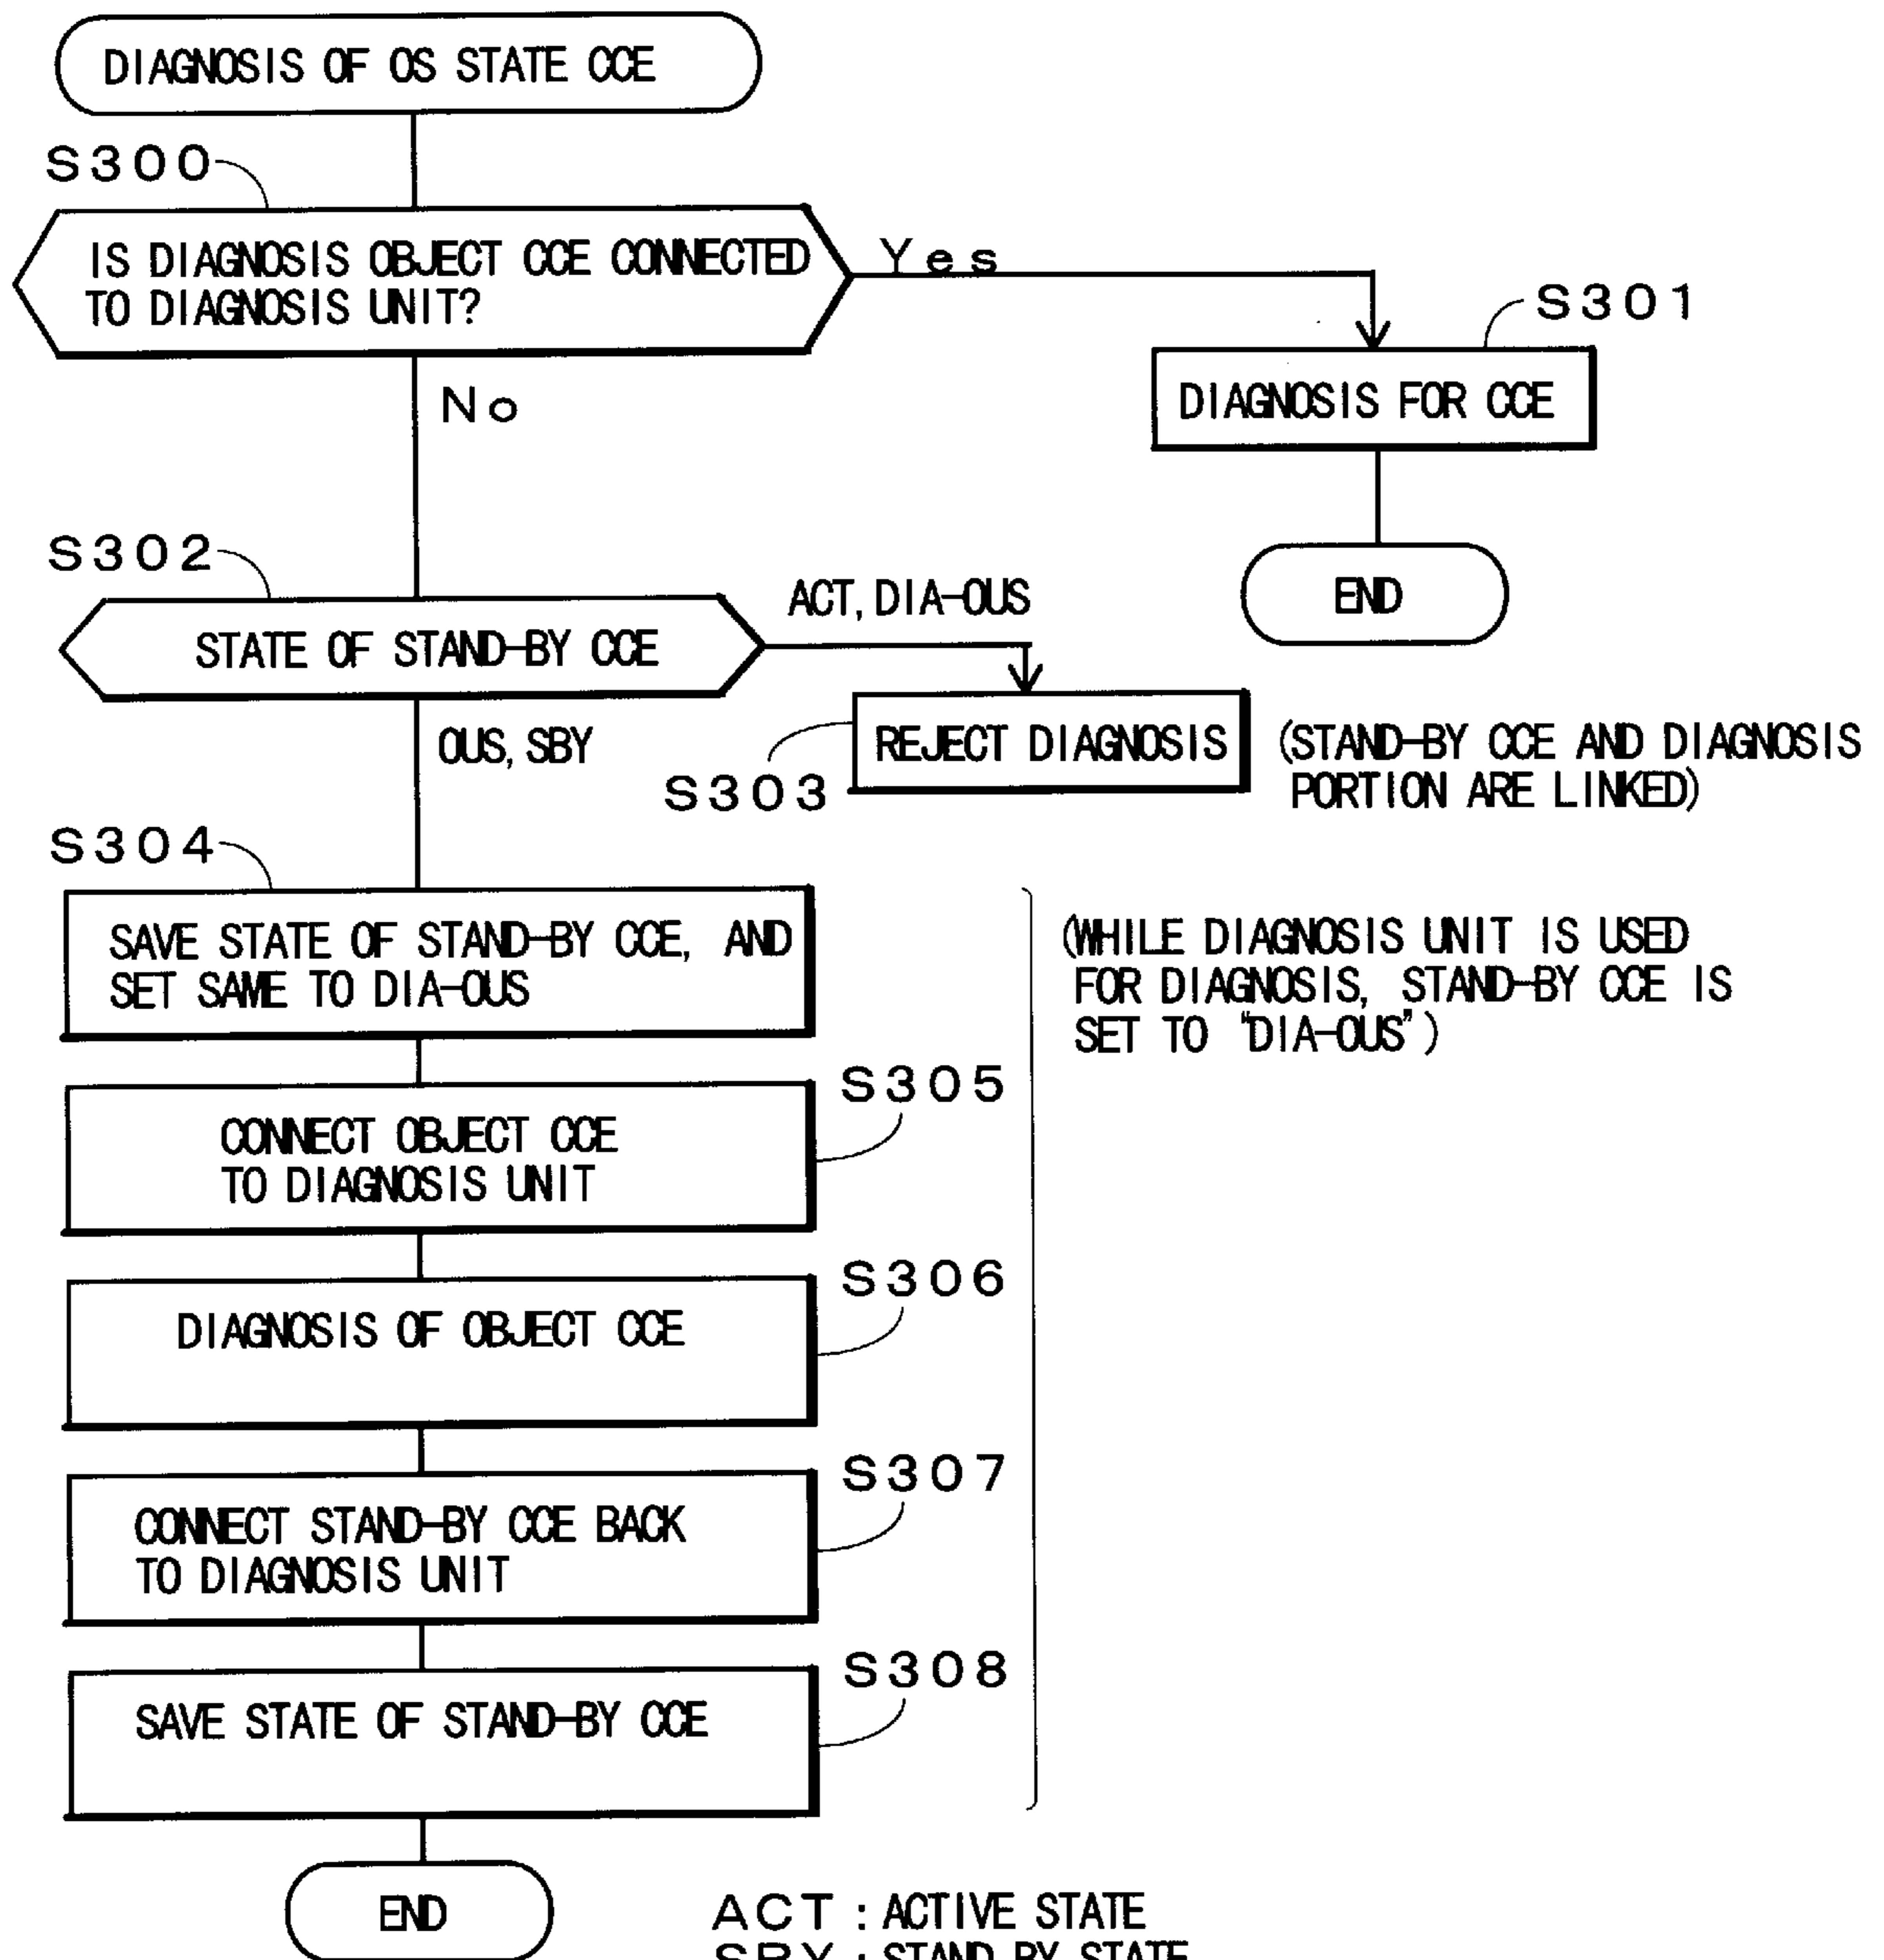 DIAGNOSIS OF OS STATE CCE
S300
IS DIAGNOSIS OBJECT CCE CONNECTED
TO DIAGNOSIS UNIT?
Yes
S301
DIAGNOSIS FOR CCE
No
END
S302
STATE OF STAND-BY CCE
ACT, DIA-OUS
OUS, SBY
S303
REJECT DIAGNOSIS
(STAND-BY CCE AND DIAGNOSIS
PORTION ARE LINKED)
S304
SAVE STATE OF STAND-BY CCE, AND
SET SAME TO DIA-OUS
(WHILE DIAGNOSIS UNIT IS USED
FOR DIAGNOSIS, STAND-BY CCE IS
SET TO "DIA-OUS")
S305
CONNECT OBJECT CCE
TO DIAGNOSIS UNIT
S306
DIAGNOSIS OF OBJECT CCE
S307
CONNECT STAND-BY CCE BACK
TO DIAGNOSIS UNIT
S308
SAVE STATE OF STAND-BY CCE
END
ACT : ACTIVE STATE
SBY : STAND BY STATE